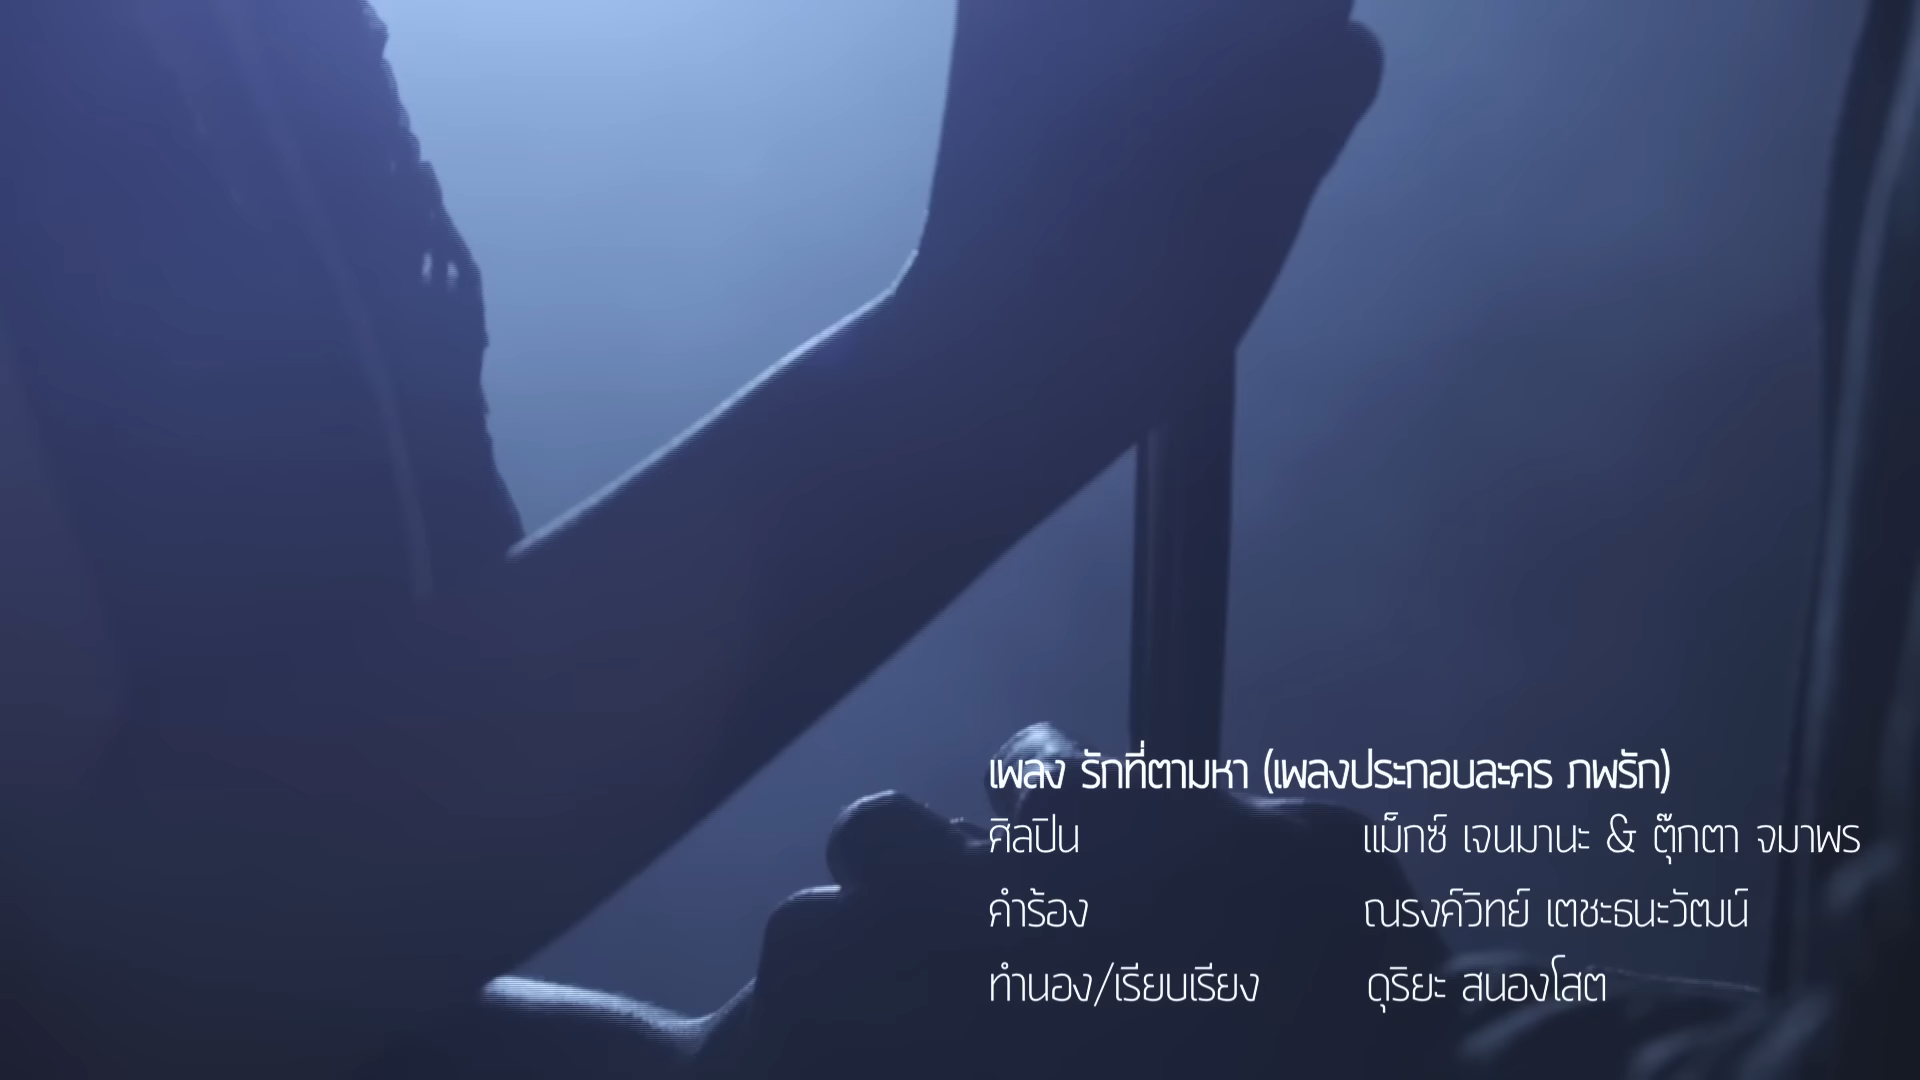 เพลง รักที่ตามหา (เพลงประกอบละคร ภพรัก)
ศิลปิน แม็กซ์ เจนมานะ & ตุ๊กตา จมาพร
คำร้อง ณรงค์วิทย์ เตชะธนะวัฒน์
ทำนอง/เรียบเรียง ดุริยะ สนองโสต